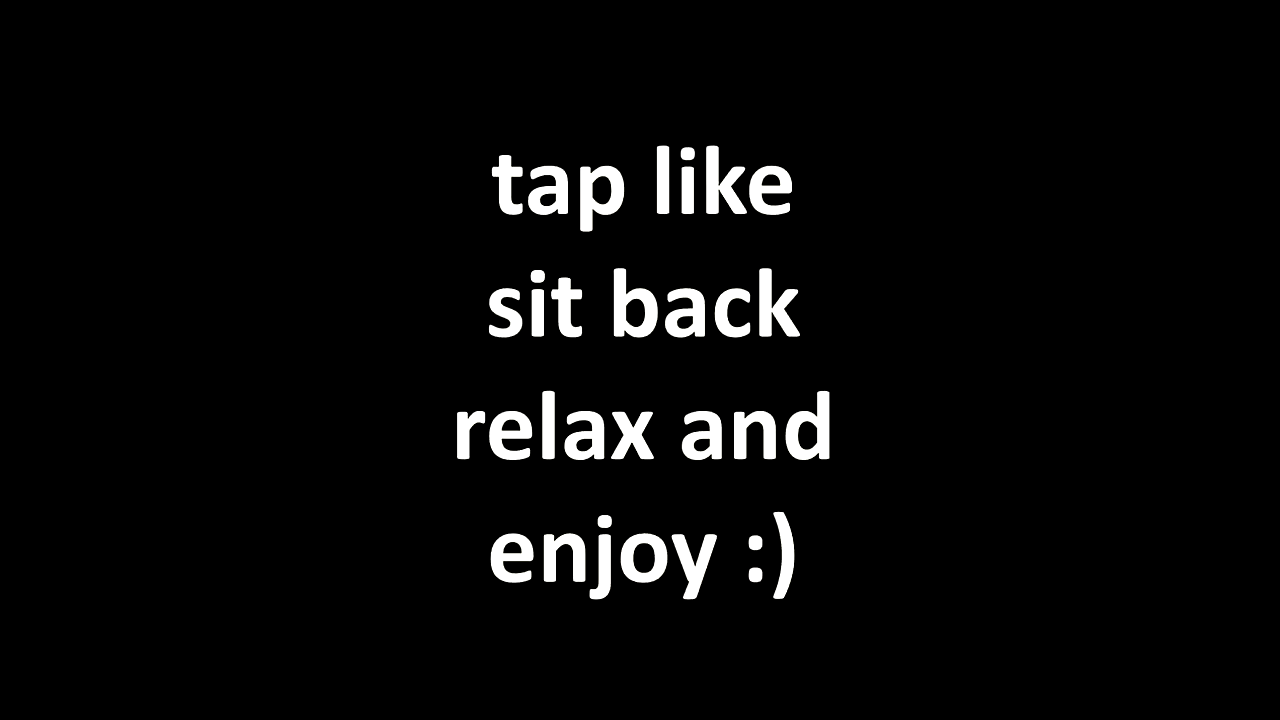 tap like
sit back
relax and
enjoy :)